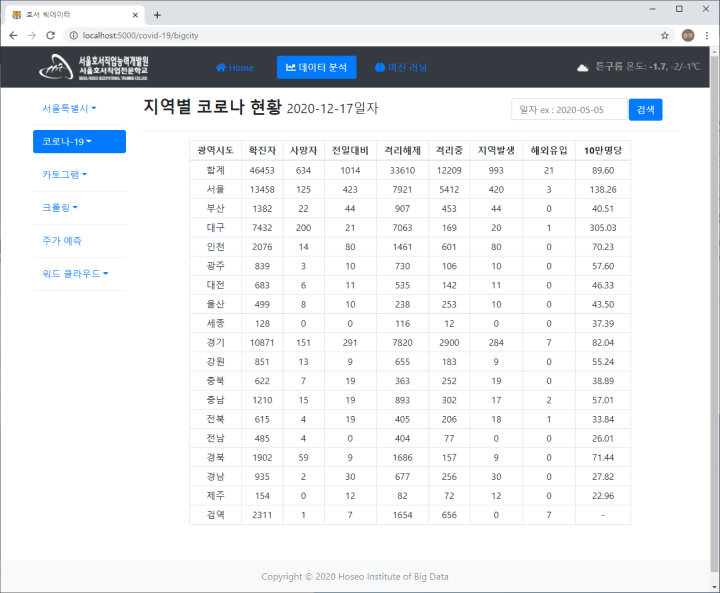 호서 빅데이터
localhost:5000/covid-19/bigcity
서울호서직업능력개발원
서울호서직업전문학교
SEOUL HOSEO OCCUPATIONAL TRAINING COLLEGE
Home
데이터 분석
머신 러닝
튼구름 온도: -1.7, -2/-1℃
서울특별시
코로나-19
카토그램
크롤링
주가 예측
워드 클라우드
지역별 코로나 현황 2020-12-17일자
일자 ex : 2020-05-05
검색
광역시도 확진자 사망자 전일대비 격리해제 격리중 지역발생 해외유입 10만명당
합계 46453 634 1014 33610 12209 993 21 89.60
서울 13458 125 423 7921 5412 420 3 138.26
부산 1382 22 44 907 453 44 0 40.51
대구 7432 200 21 7063 169 20 1 305.03
인천 2076 14 80 1461 601 80 0 70.23
광주 839 3 10 730 106 10 0 57.60
대전 683 6 11 535 142 11 0 46.33
울산 499 8 10 238 253 10 0 43.50
세종 128 0 0 116 12 0 0 37.39
경기 10871 151 291 7820 2900 284 7 82.04
강원 851 13 9 655 183 9 0 55.24
충북 622 7 19 363 252 19 0 38.89
충남 1210 15 19 893 302 17 2 57.01
전북 615 4 19 405 206 18 1 33.84
전남 485 4 0 404 77 0 0 26.01
경북 1902 59 9 1686 157 9 0 71.44
경남 935 2 30 677 256 30 0 27.82
제주 154 0 12 82 72 12 0 22.96
검역 2311 1 7 1654 656 0 7 -
Copyright © 2020 Hoseo Institute of Big Data